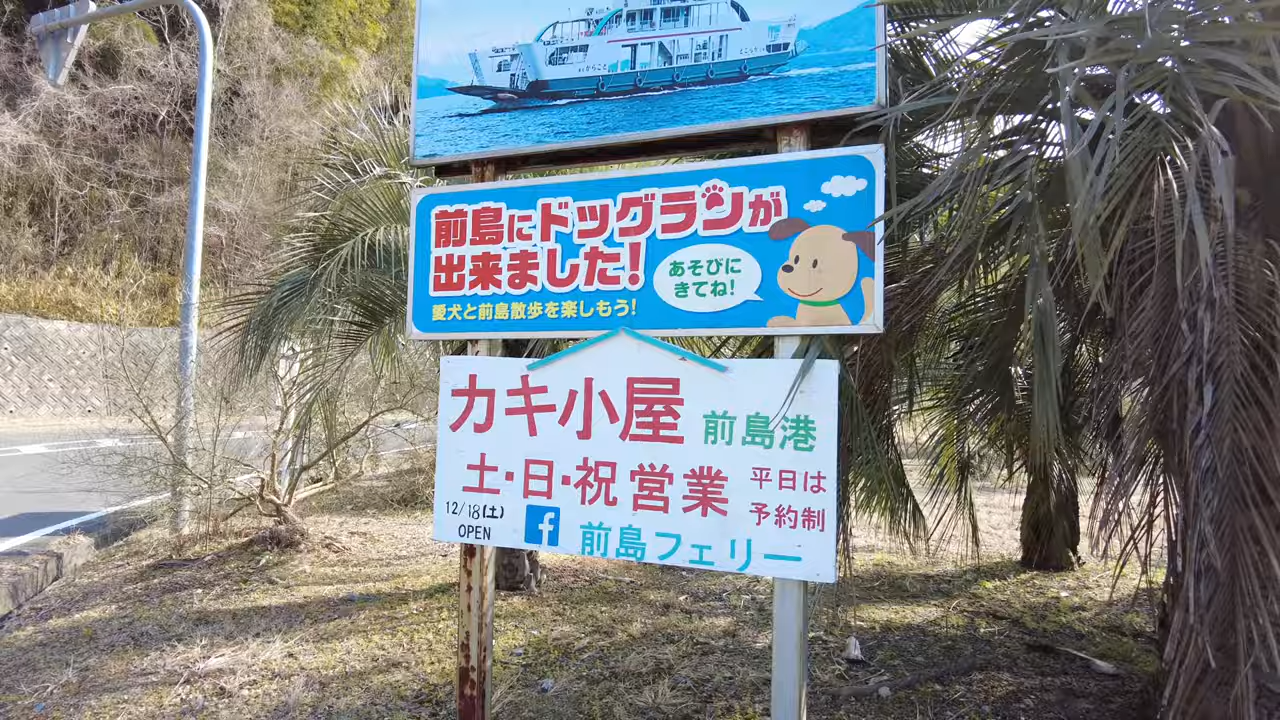 前島にドッグランが
出来ました!
愛犬と前島散歩を楽しもう!
あそびに
きてね!
カキ小屋 前島港
土・日・祝営業 平日は
予約制
12/18(土)
OPEN
前島フェリー